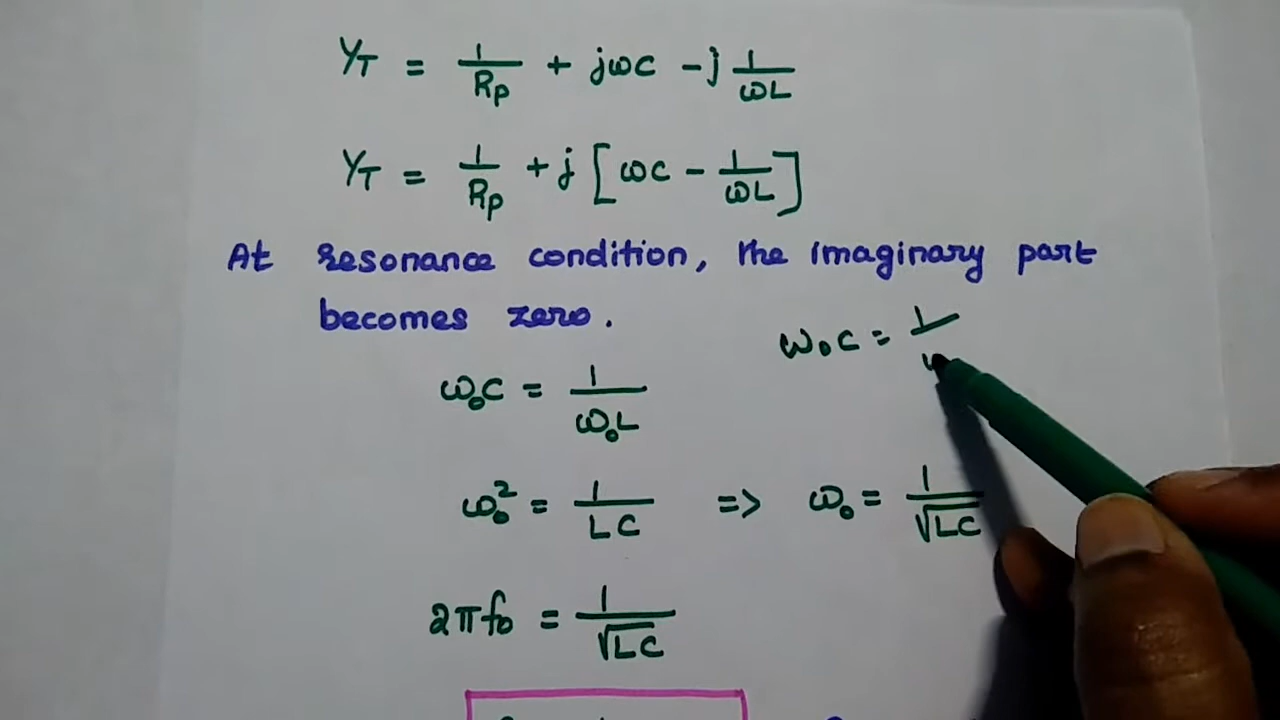 Y_T = 1/R_P + jωC - j 1/ωL
Y_T = 1/R_P + j [ωC - 1/ωL]
At resonance condition, the imaginary part
becomes zero.
ω₀C = 1/
ω₀C = 1/ω₀L
ω₀² = 1/LC => ω₀ = 1/√LC
2πf₀ = 1/√LC